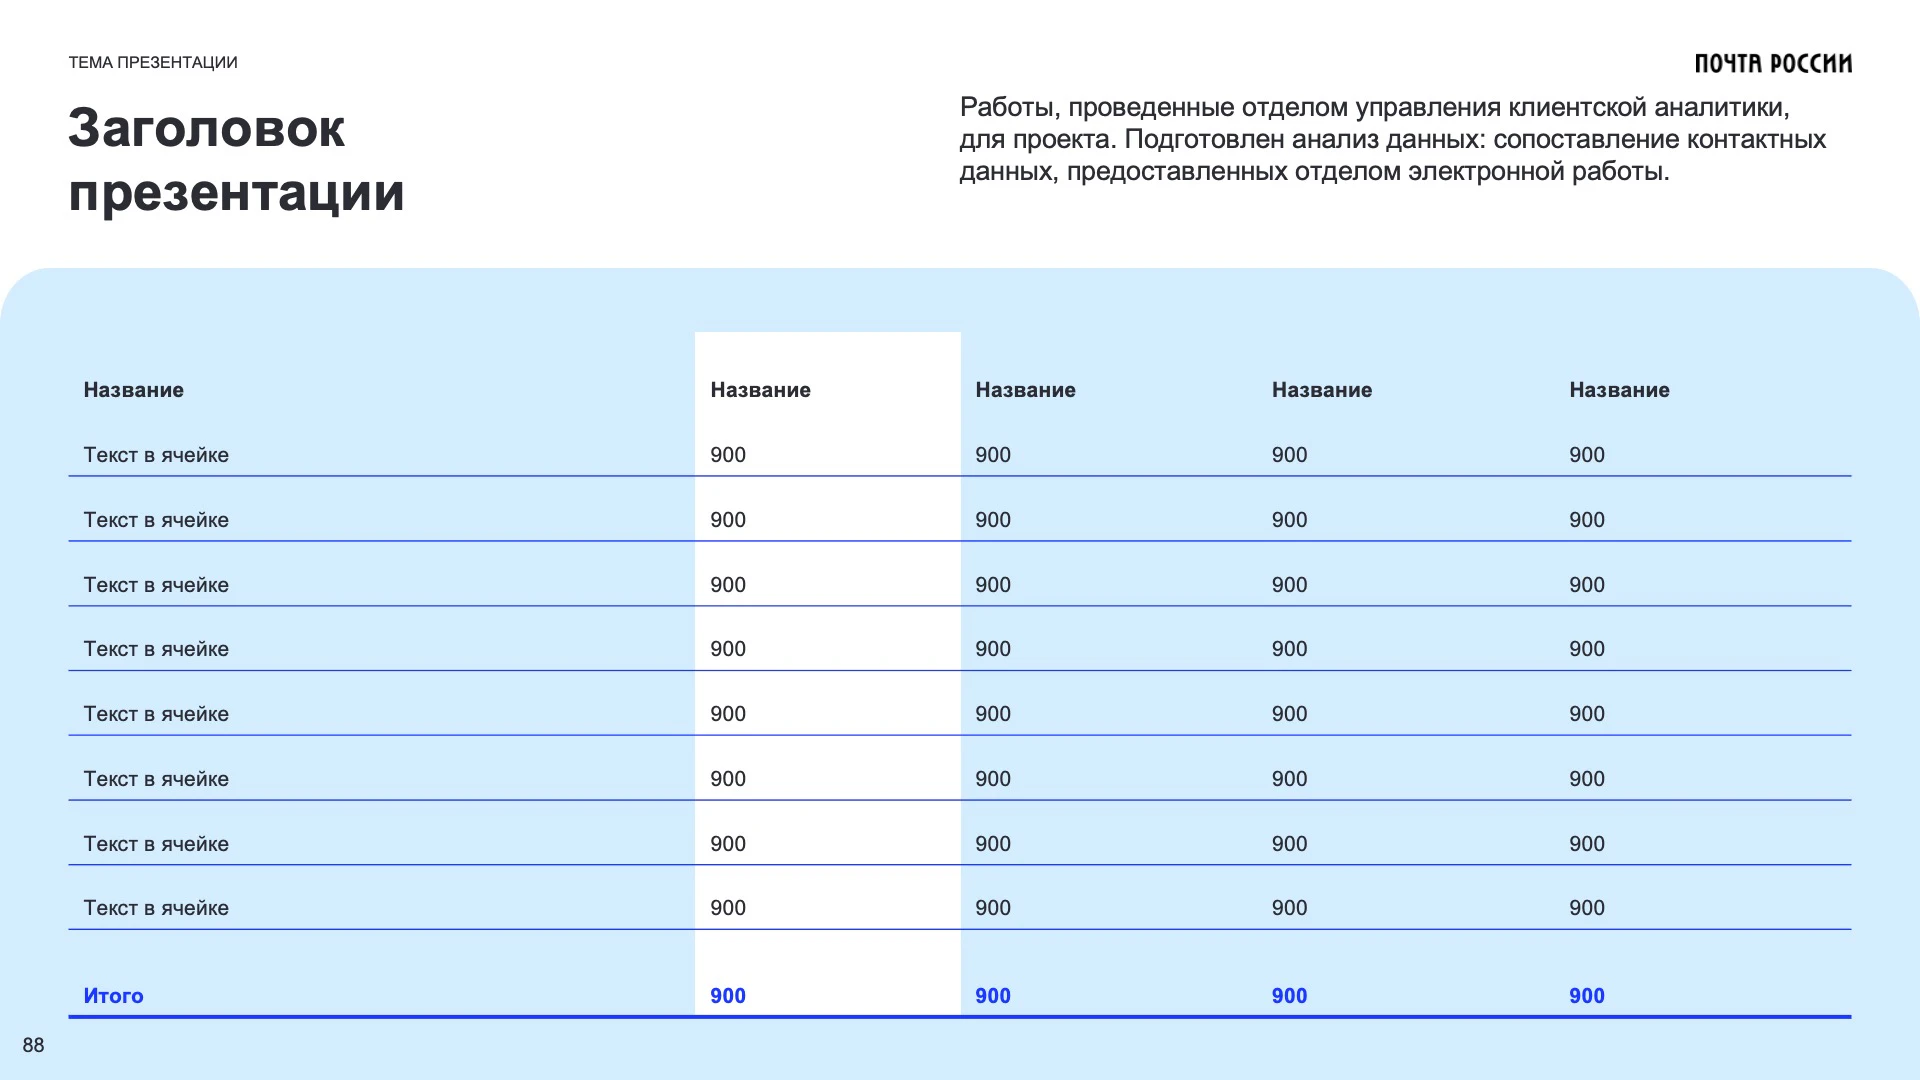 ТЕМА ПРЕЗЕНТАЦИИ
ПОЧТА РОССИИ
Заголовок
презентации
Работы, проведенные отделом управления клиентской аналитики,
для проекта. Подготовлен анализ данных: сопоставление контактных
данных, предоставленных отделом электронной работы.
Название Название Название Название Название
Текст в ячейке 900 900 900 900
Текст в ячейке 900 900 900 900
Текст в ячейке 900 900 900 900
Текст в ячейке 900 900 900 900
Текст в ячейке 900 900 900 900
Текст в ячейке 900 900 900 900
Текст в ячейке 900 900 900 900
Текст в ячейке 900 900 900 900
Итого 900 900 900 900
88